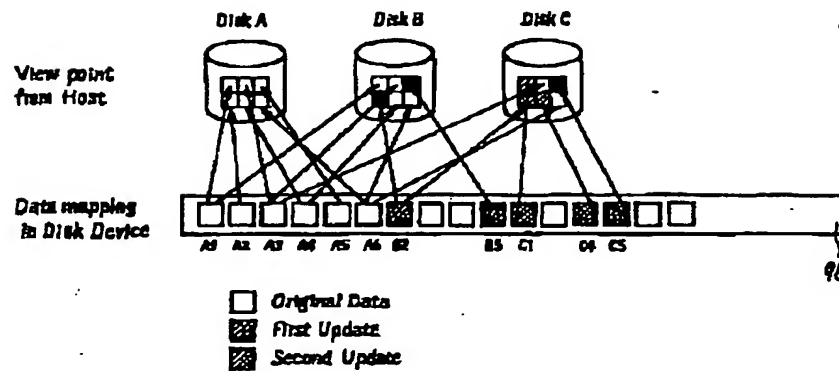 Disk A Disk B Disk C
View point
from Host
Data mapping
in Disk Device
A1 A2 A3 A4 A5 A6 B2 B5 C1 C4 C5
Original Data
First Update
Second Update